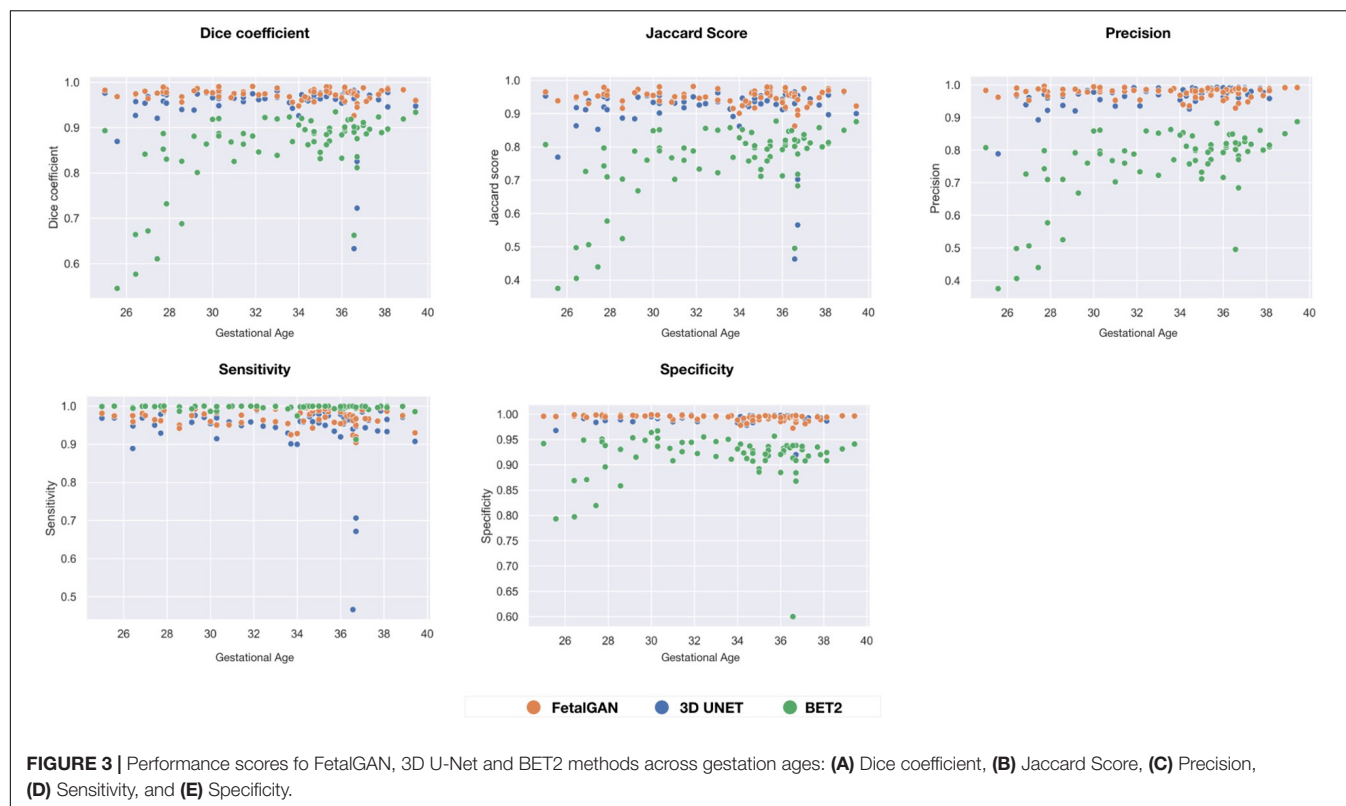 Dice coefficient
1.0
0.9
0.8
0.7
0.6
Dice coefficient
26 28 30 32 34 36 38 40
Gestational Age
Jaccard Score
1.0
0.9
0.8
0.7
0.6
0.5
0.4
Jaccard score
26 28 30 32 34 36 38 40
Gestational Age
Precision
1.0
0.9
0.8
0.7
0.6
0.5
0.4
Precision
26 28 30 32 34 36 38 40
Gestational Age
Sensitivity
1.0
0.9
0.8
0.7
0.6
0.5
Sensitivity
26 28 30 32 34 36 38 40
Gestational Age
Specificity
1.00
0.95
0.90
0.85
0.80
0.75
0.70
0.65
0.60
Specificity
26 28 30 32 34 36 38 40
Gestational Age
FetalGAN 3D UNET BET2
FIGURE 3 | Performance scores fo FetalGAN, 3D U-Net and BET2 methods across gestation ages: (A) Dice coefficient, (B) Jaccard Score, (C) Precision,
(D) Sensitivity, and (E) Specificity.